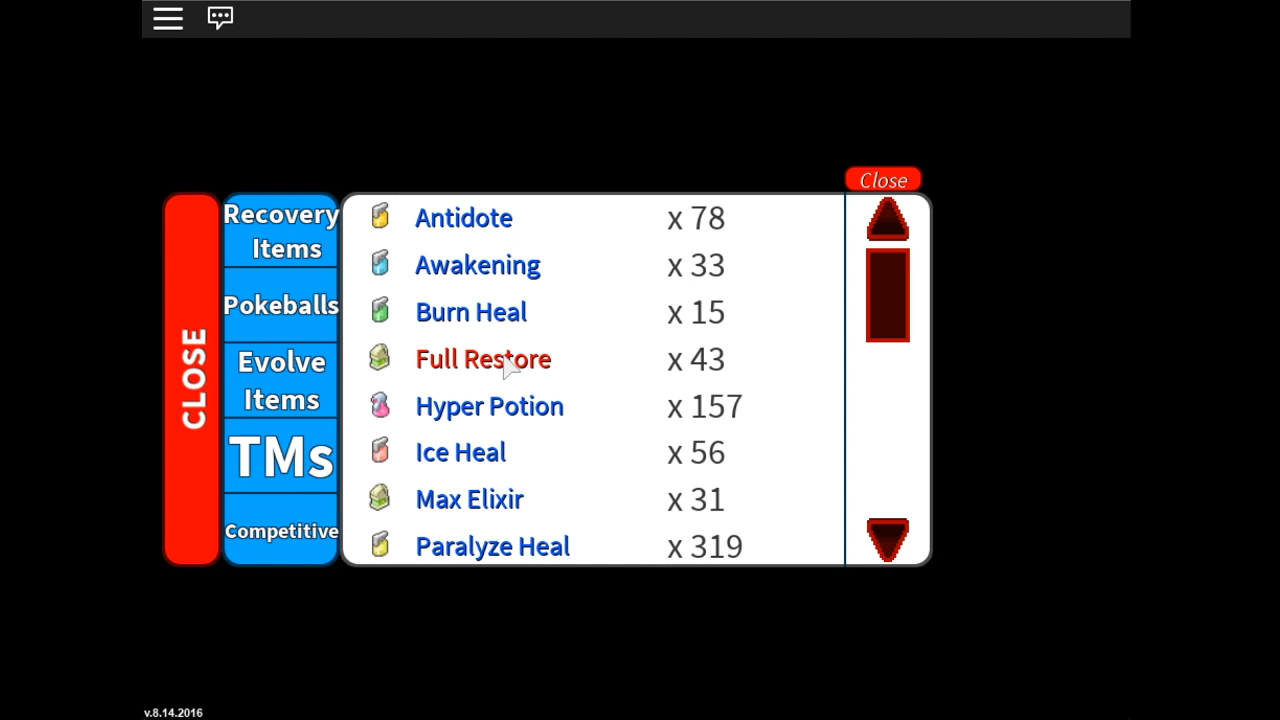 Close
CLOSE
Recovery
Items
Pokeballs
Evolve
Items
TMs
Competitive
Antidote x 78
Awakening x 33
Burn Heal x 15
Full Restore x 43
Hyper Potion x 157
Ice Heal x 56
Max Elixir x 31
Paralyze Heal x 319
v.8.14.2016